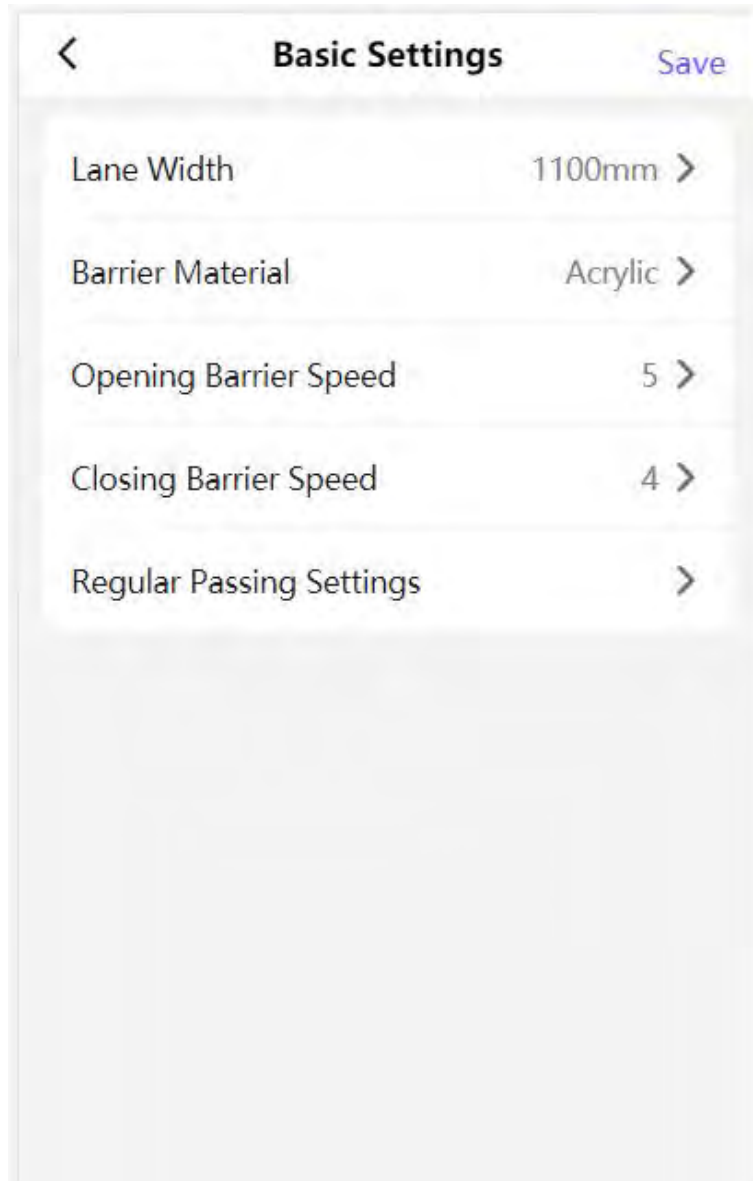 Basic Settings
Save
Lane Width 1100mm
Barrier Material Acrylic
Opening Barrier Speed 5
Closing Barrier Speed 4
Regular Passing Settings